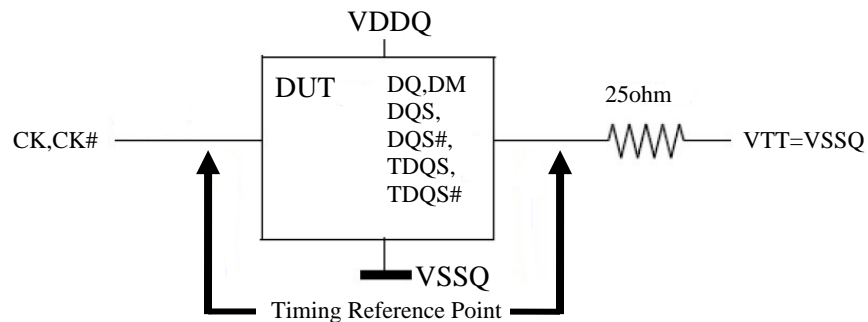 VDDQ
DUT
DQ,DM
DQS,
DQS#,
TDQS,
TDQS#
25ohm
CK,CK#
VTT=VSSQ
VSSQ
Timing Reference Point